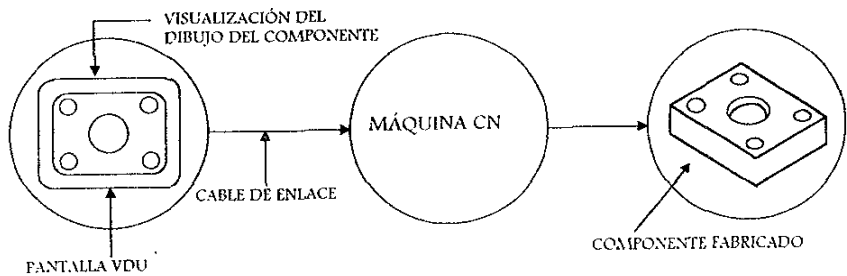 VISUALIZACIÓN DEL
DIBUJO DEL COMPONENTE
MÁQUINA CN
CABLE DE ENLACE
PANTALLA VDU
COMPONENTE FABRICADO